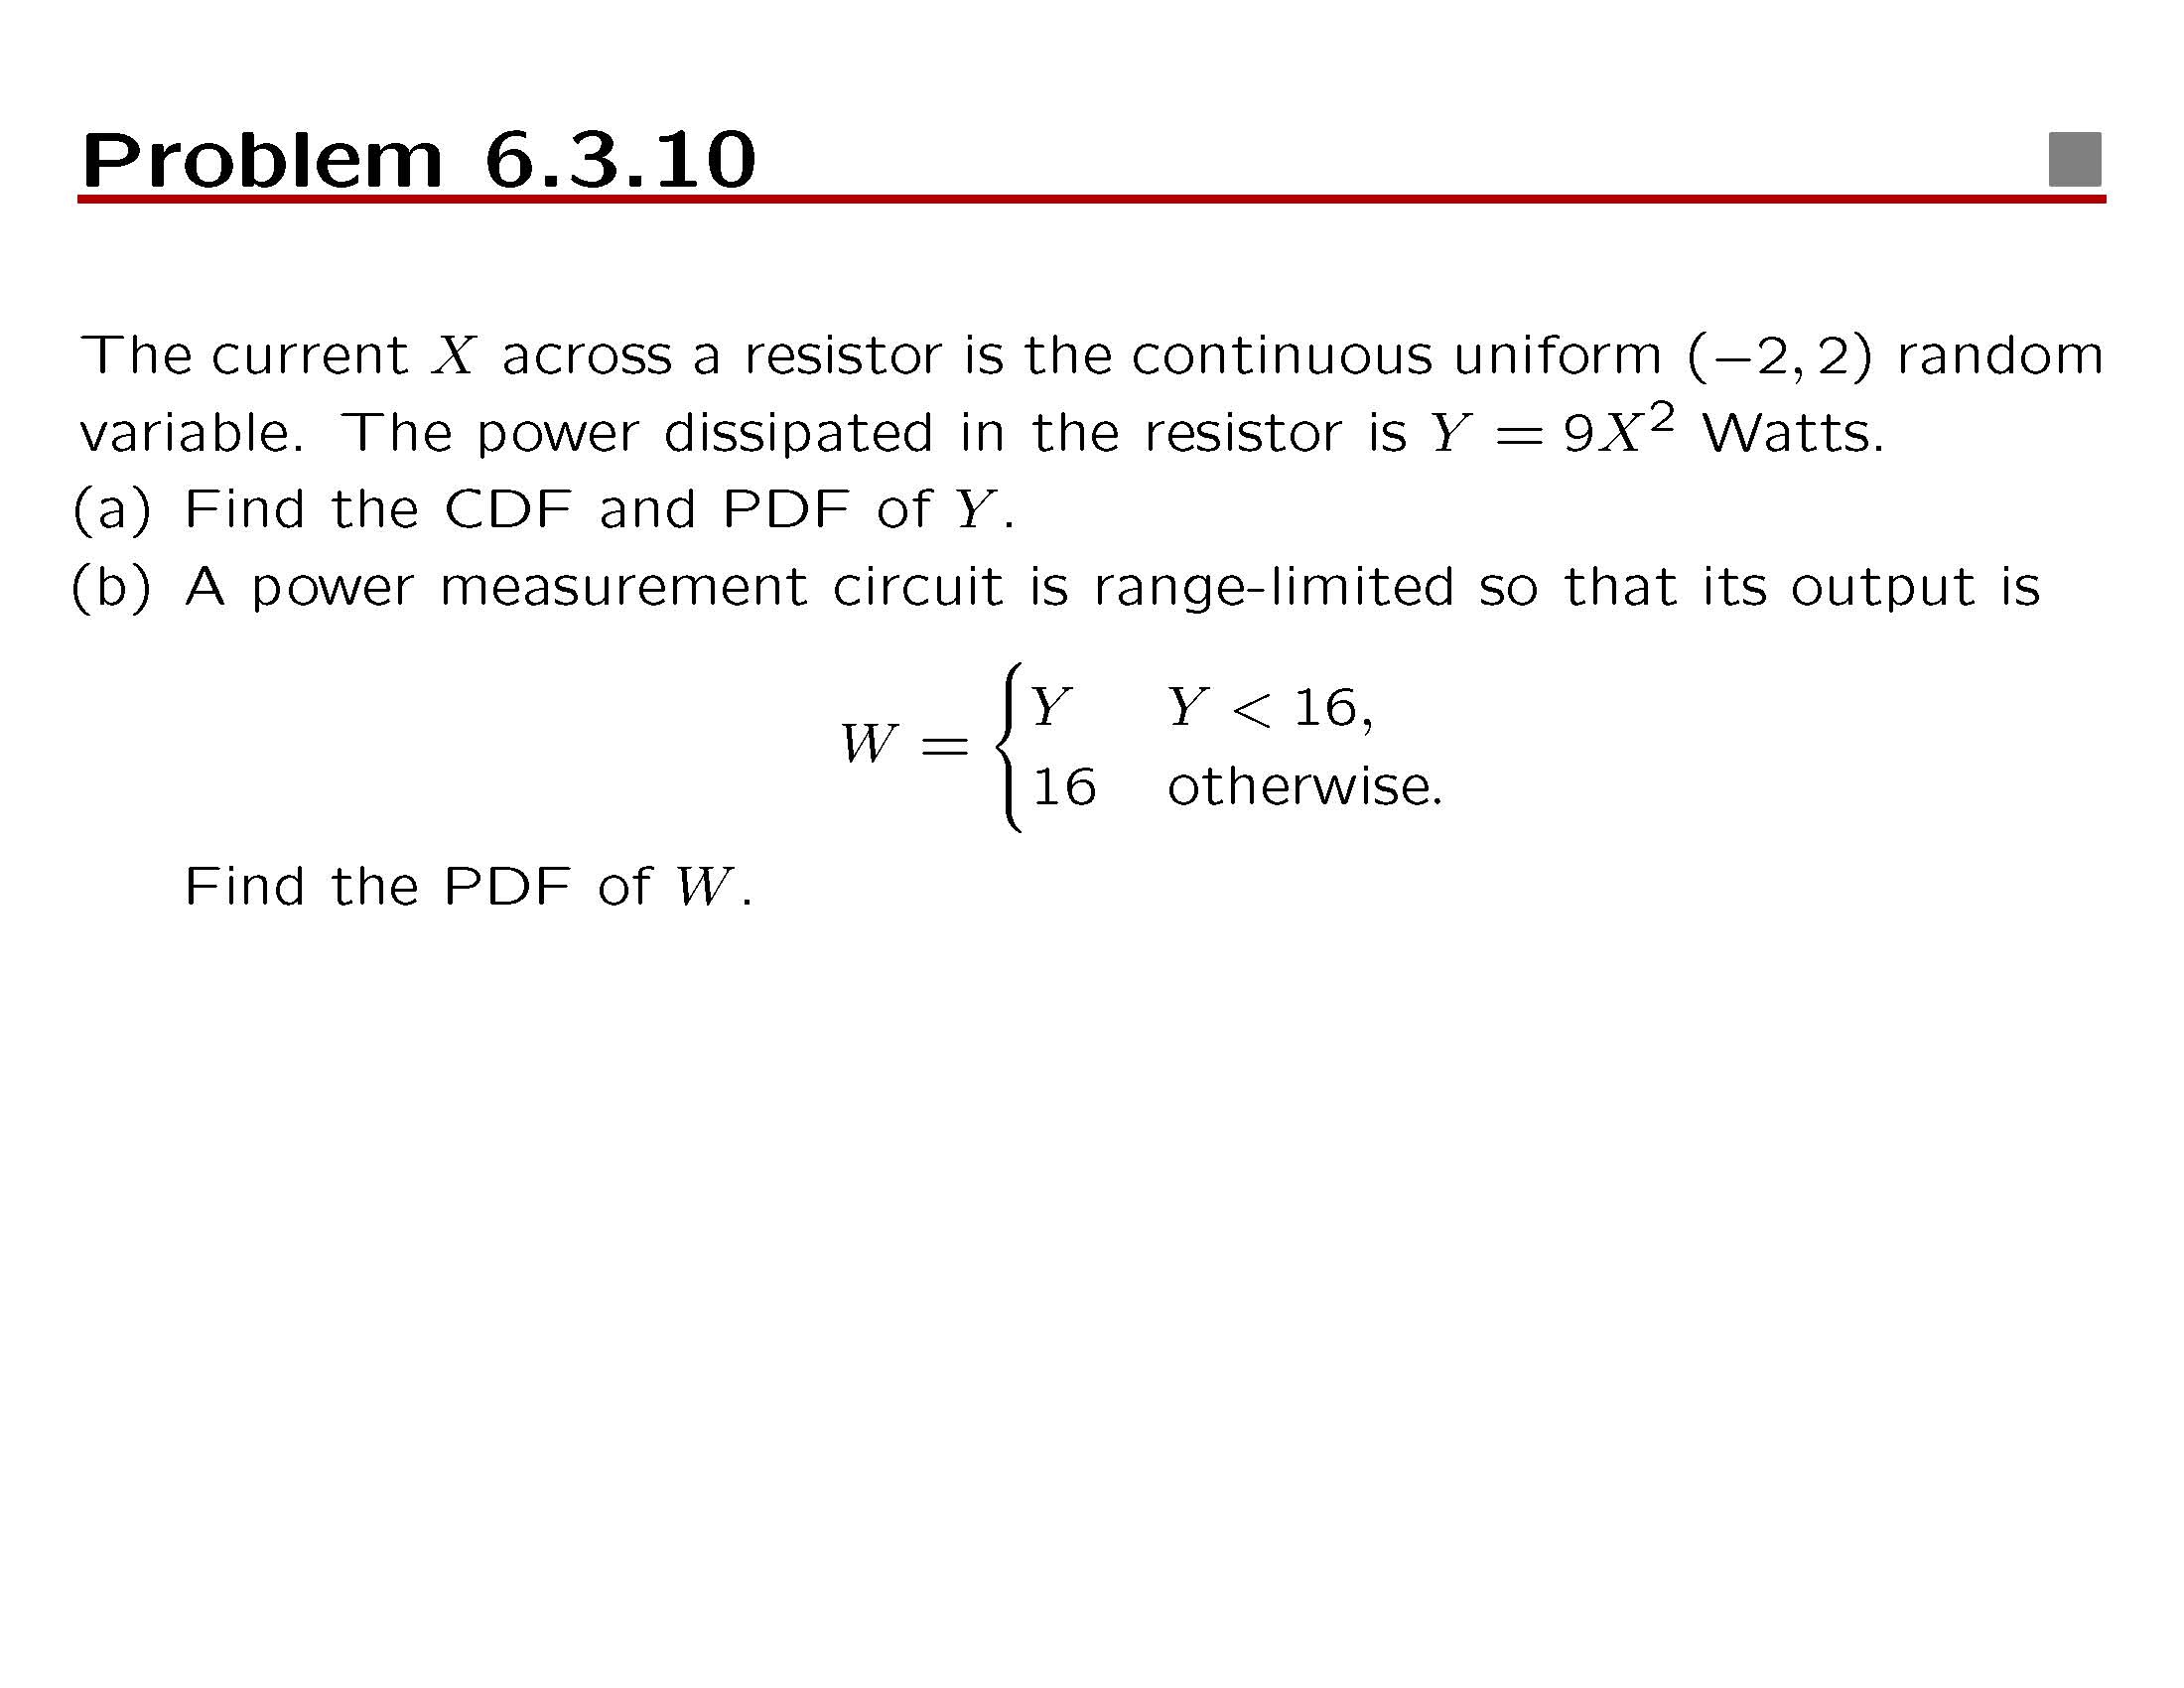 Problem 6.3.10
The current X across a resistor is the continuous uniform (−2, 2) random
variable. The power dissipated in the resistor is Y = 9X² Watts.
(a) Find the CDF and PDF of Y.
(b) A power measurement circuit is range-limited so that its output is
W = { Y Y < 16,
16 otherwise.
Find the PDF of W.